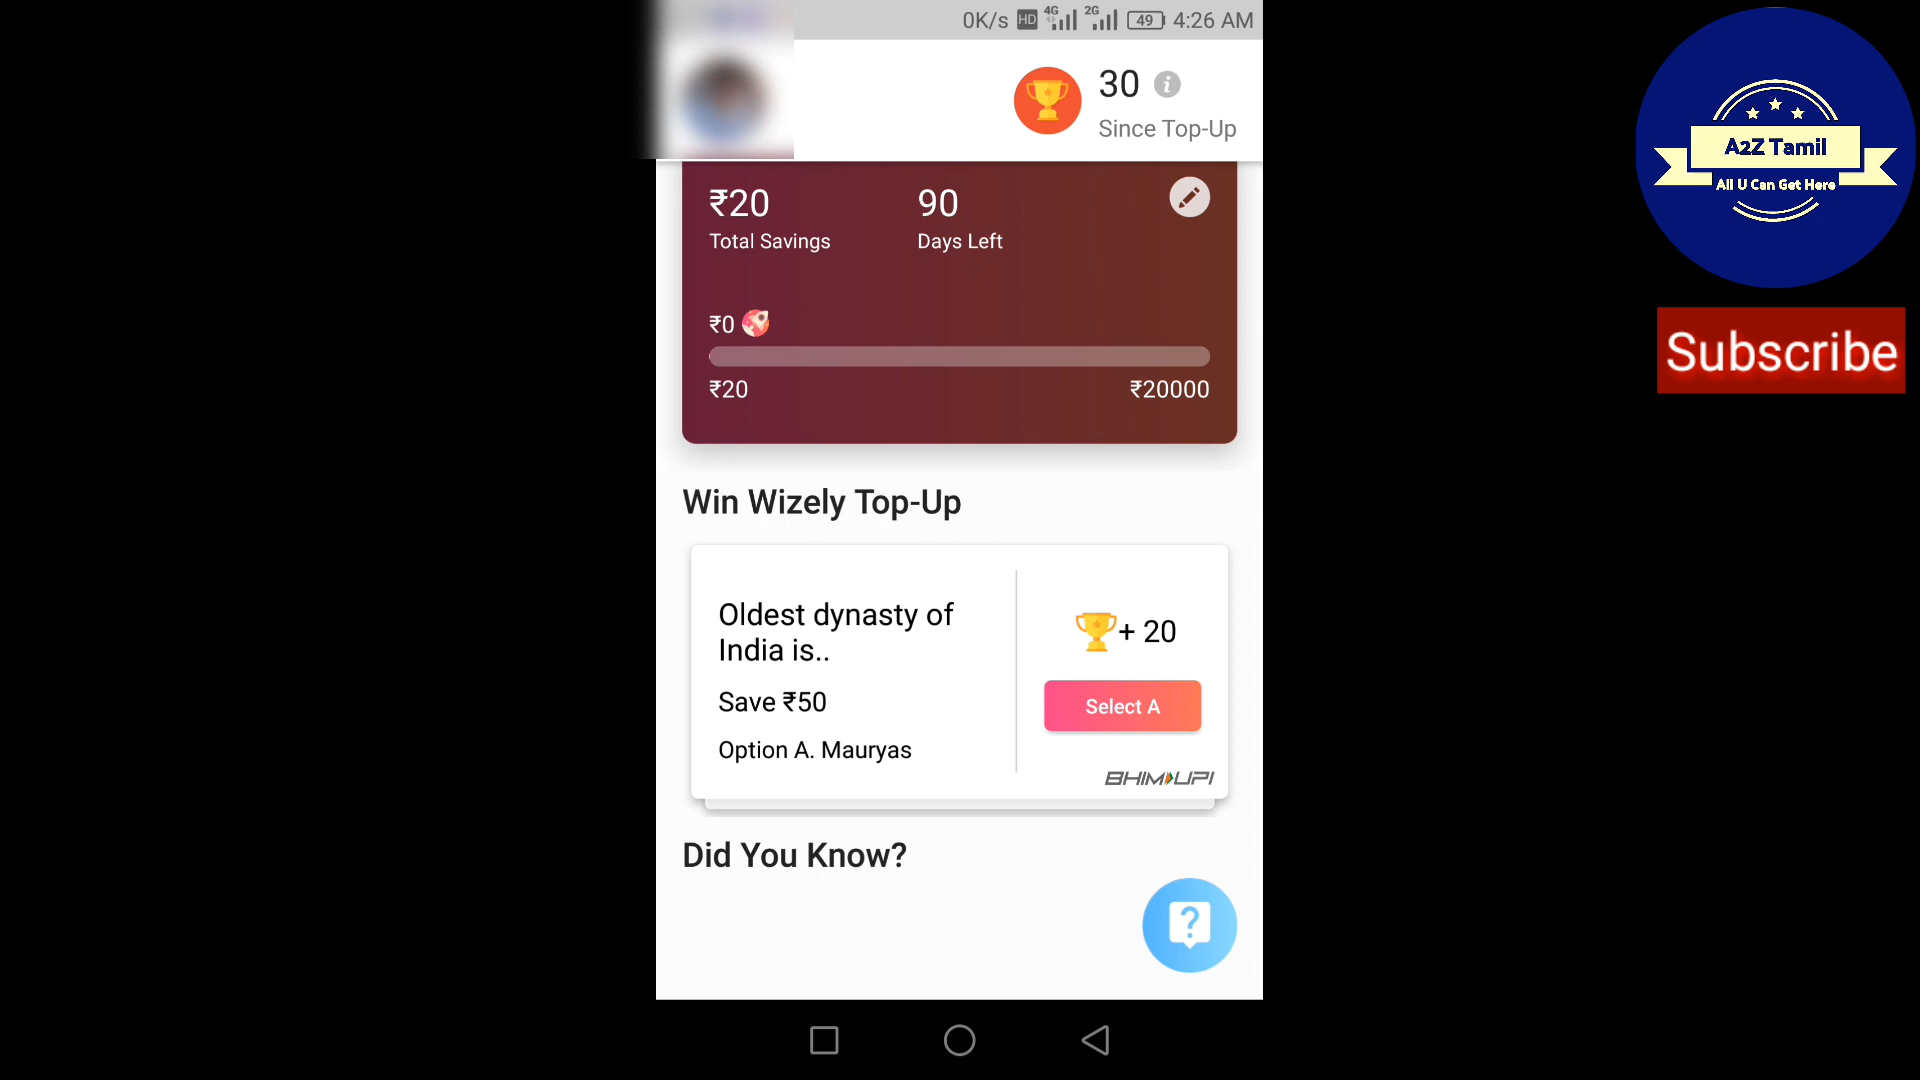 0K/s HD 4G 2G 49 4:26 AM
30
Since Top-Up
₹20
Total Savings
90
Days Left
₹0
₹20
₹20000
Win Wizely Top-Up
Oldest dynasty of
India is..
Save ₹50
Option A. Mauryas
+ 20
Select A
BHIM UPI
Did You Know?
A2Z Tamil
All U Can Get Here
Subscribe